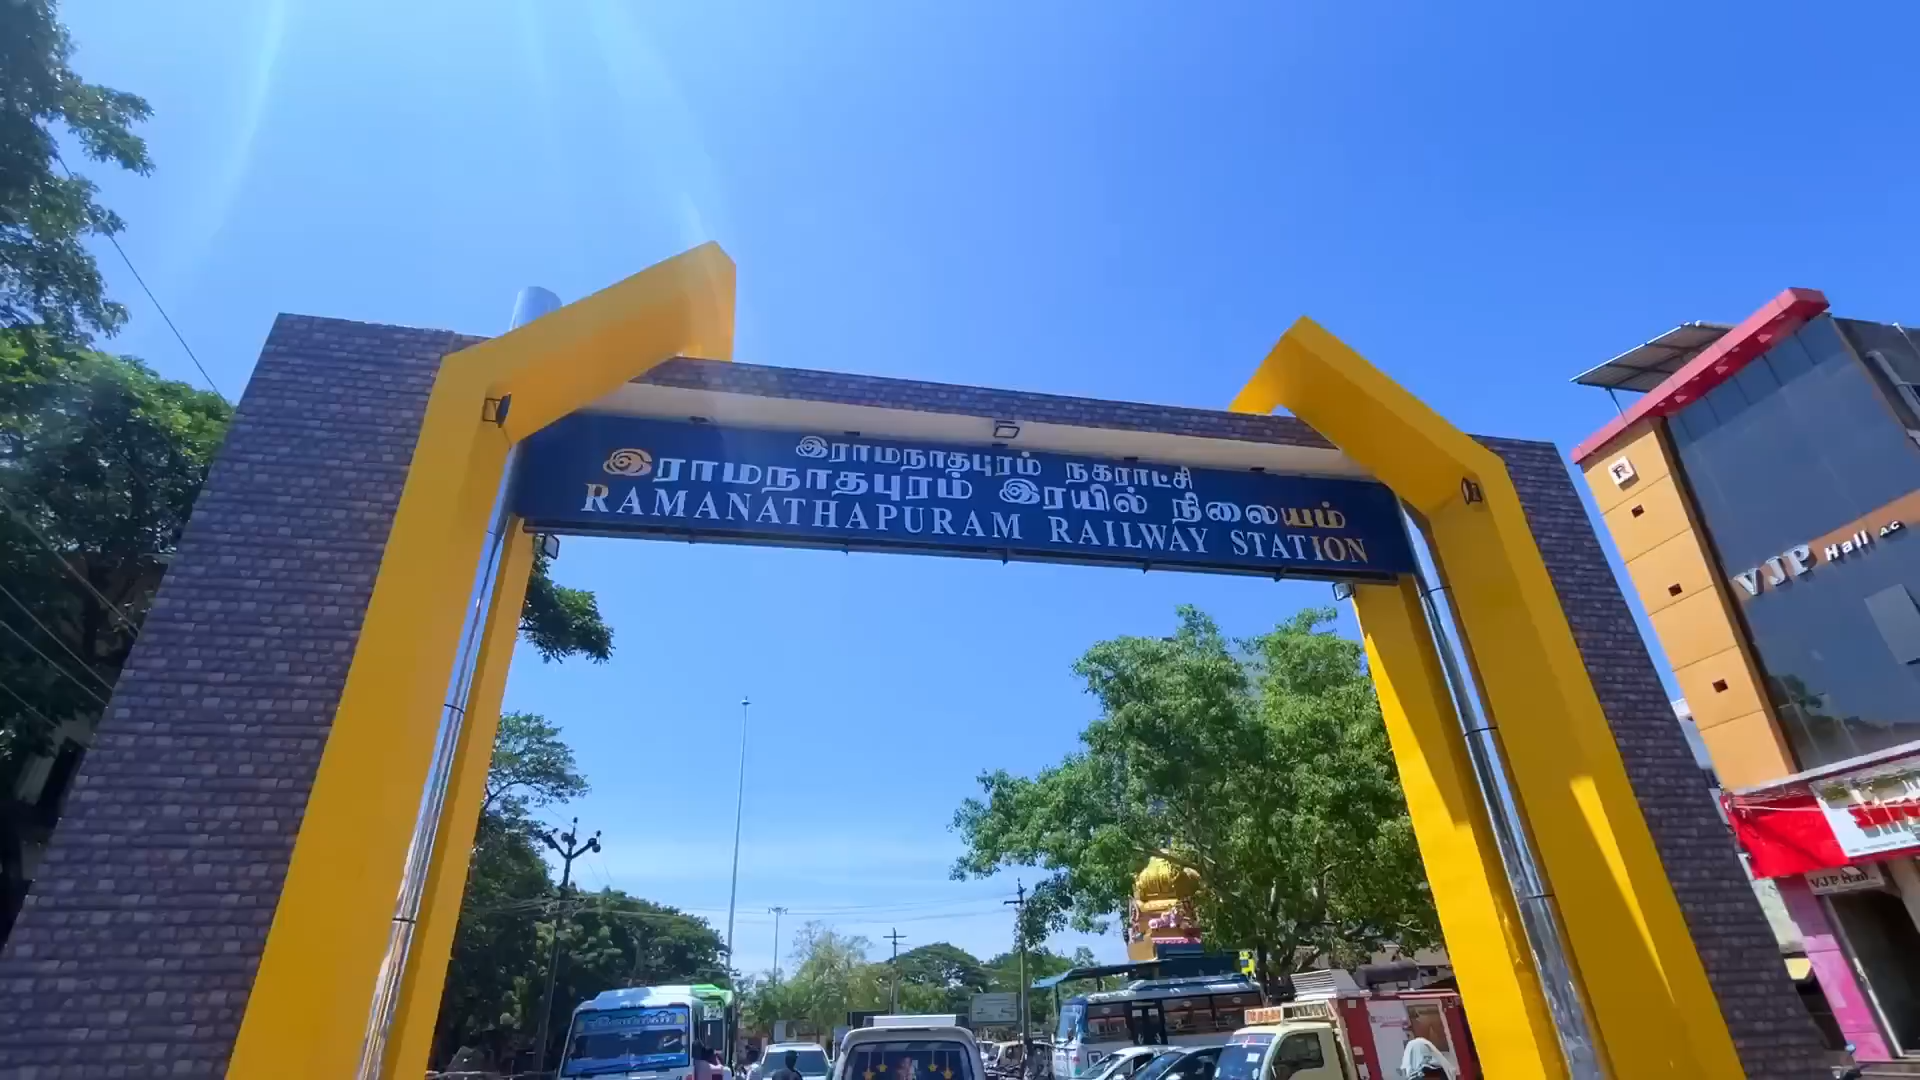 இராமநாதபுரம் நகராட்சி
இராமநாதபுரம் இரயில் நிலையம்
RAMANATHAPURAM RAILWAY STATION
R
VJP Hall AC
VJP Hall